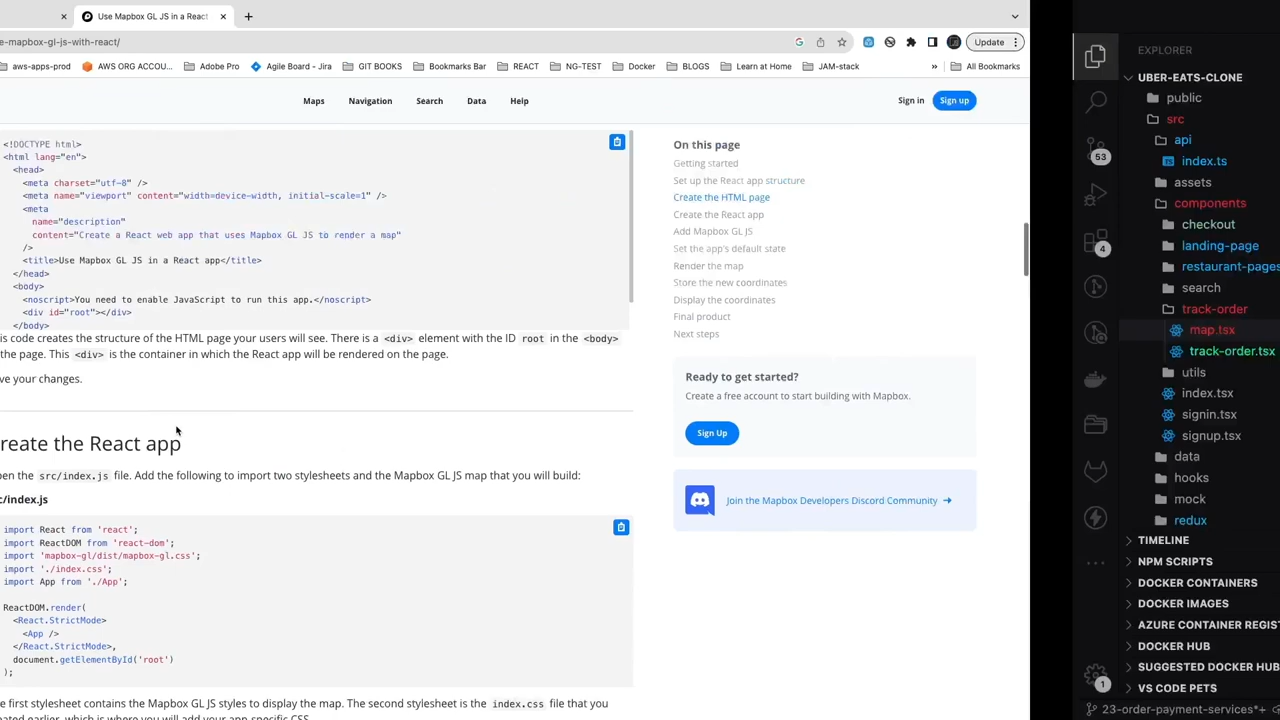 Use Mapbox GL JS in a React
e-mapbox-gl-js-with-react/
Update
aws-apps-prod
AWS ORG ACCOU...
Adobe Pro
Agile Board - Jira
GIT BOOKS
Bookmarks Bar
REACT
NG-TEST
Docker
BLOGS
Learn at Home
JAM-stack
»
All Bookmarks
Maps
Navigation
Search
Data
Help
Sign in
Sign up
<!DOCTYPE html>
<html lang="en">
<head>
<meta charset="utf-8" />
<meta name="viewport" content="width=device-width, initial-scale=1" />
<meta
name="description"
content="Create a React web app that uses Mapbox GL JS to render a map"
/>
<title>Use Mapbox GL JS in a React app</title>
</head>
<body>
<noscript>You need to enable JavaScript to run this app.</noscript>
<div id="root"></div>
</body>
is code creates the structure of the HTML page your users will see. There is a <div> element with the ID root in the <body>
the page. This <div> is the container in which the React app will be rendered on the page.
ve your changes.
reate the React app
pen the src/index.js file. Add the following to import two stylesheets and the Mapbox GL JS map that you will build:
c/index.js
import React from 'react';
import ReactDOM from 'react-dom';
import 'mapbox-gl/dist/mapbox-gl.css';
import './index.css';
import App from './App';
ReactDOM.render(
<React.StrictMode>
<App />
</React.StrictMode>,
document.getElementById('root')
);
e first stylesheet contains the Mapbox GL JS styles to display the map. The second stylesheet is the index.css file that you
eated earlier, which is where you will add your app-specific CSS.
On this page
Getting started
Set up the React app structure
Create the HTML page
Create the React app
Add Mapbox GL JS
Set the app's default state
Render the map
Store the new coordinates
Display the coordinates
Final product
Next steps
Ready to get started?
Create a free account to start building with Mapbox.
Sign Up
Join the Mapbox Developers Discord Community
EXPLORER
UBER-EATS-CLONE
public
src
api
TS index.ts
assets
components
checkout
landing-page
restaurant-pages
search
track-order
map.tsx
track-order.tsx
utils
index.tsx
signin.tsx
signup.tsx
data
hooks
mock
redux
TIMELINE
NPM SCRIPTS
DOCKER CONTAINERS
DOCKER IMAGES
AZURE CONTAINER REGIST
DOCKER HUB
SUGGESTED DOCKER HUB
VS CODE PETS
53
4
1
23-order-payment-services*+